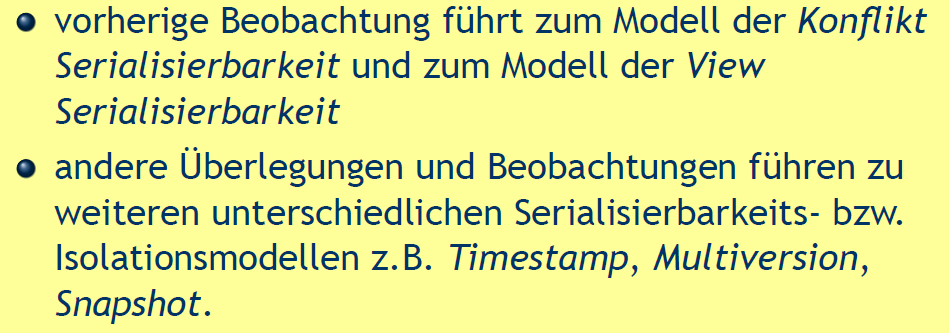 vorherige Beobachtung führt zum Modell der Konflikt
Serialisierbarkeit und zum Modell der View
Serialisierbarkeit
andere Überlegungen und Beobachtungen führen zu
weiteren unterschiedlichen Serialisierbarkeits- bzw.
Isolationsmodellen z.B. Timestamp, Multiversion,
Snapshot.